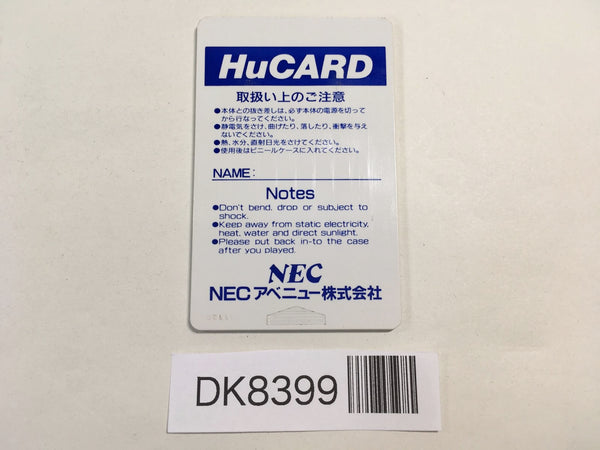 HuCARD
取扱い上のご注意
●本体との抜き差しは、必ず本体の電源を切って
から行なってください。
●静電気をさけ、曲げたり、落したり、衝撃を与え
ないでください。
●熱、水分、直射日光をさけてください。
●使用後はビニールケースに入れてください。
NAME:
Notes
●Don't bend, drop or subject to
shock.
●Keep away from static electricity,
heat, water and direct sunlight.
●Please put back in-to the case
after you played.
NEC
NECアベニュー株式会社
DK8399